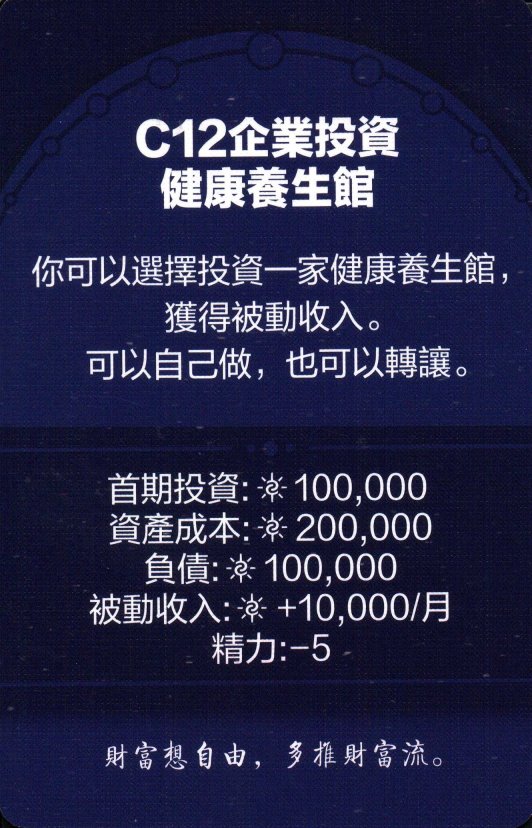 C12企業投資
健康養生館
你可以選擇投資一家健康養生館，
獲得被動收入。
可以自己做，也可以轉讓。
首期投資: 100,000
資產成本: 200,000
負債: 100,000
被動收入: +10,000/月
精力:-5
財富想自由，多推財富流。